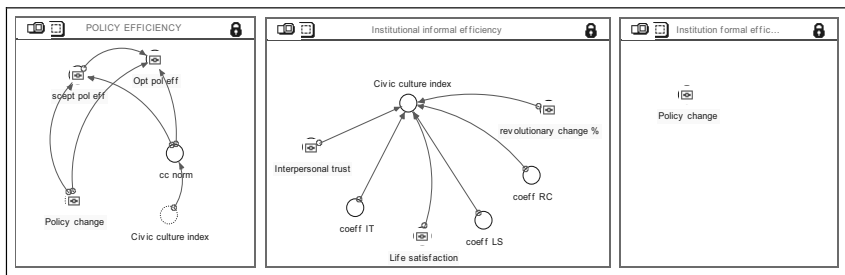 POLICY EFFICIENCY
scept pol eff
Opt pol eff
cc norm
Policy change
Civic culture index
Institutional informal efficiency
Civic culture index
revolutionary change %
Interpersonal trust
coeff RC
coeff IT
coeff LS
Life satisfaction
Institution formal effic...
Policy change